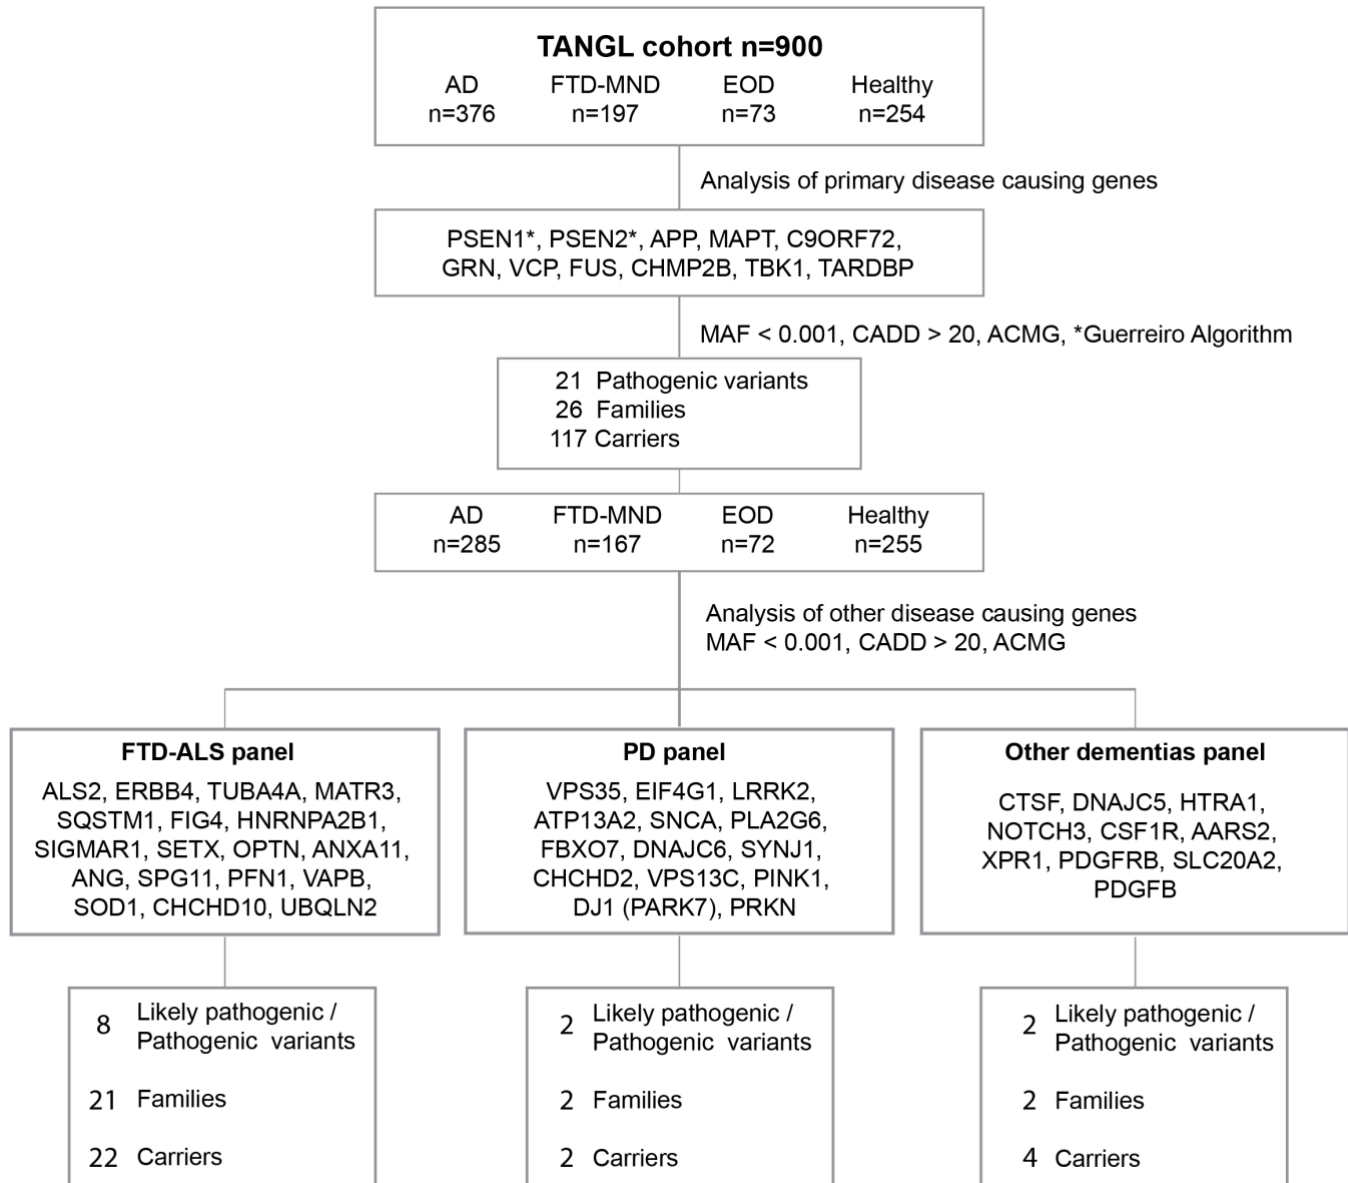 TANGL cohort n=900
AD FTD-MND EOD Healthy
n=376 n=197 n=73 n=254
Analysis of primary disease causing genes
PSEN1*, PSEN2*, APP, MAPT, C9ORF72,
GRN, VCP, FUS, CHMP2B, TBK1, TARDBP
MAF < 0.001, CADD > 20, ACMG, *Guerreiro Algorithm
21 Pathogenic variants
26 Families
117 Carriers
AD FTD-MND EOD Healthy
n=285 n=167 n=72 n=255
Analysis of other disease causing genes
MAF < 0.001, CADD > 20, ACMG
FTD-ALS panel
ALS2, ERBB4, TUBA4A, MATR3,
SQSTM1, FIG4, HNRNPA2B1,
SIGMAR1, SETX, OPTN, ANXA11,
ANG, SPG11, PFN1, VAPB,
SOD1, CHCHD10, UBQLN2
8 Likely pathogenic /
Pathogenic variants
21 Families
22 Carriers
PD panel
VPS35, EIF4G1, LRRK2,
ATP13A2, SNCA, PLA2G6,
FBXO7, DNAJC6, SYNJ1,
CHCHD2, VPS13C, PINK1,
DJ1 (PARK7), PRKN
2 Likely pathogenic /
Pathogenic variants
2 Families
2 Carriers
Other dementias panel
CTSF, DNAJC5, HTRA1,
NOTCH3, CSF1R, AARS2,
XPR1, PDGFRB, SLC20A2,
PDGFB
2 Likely pathogenic /
Pathogenic variants
2 Families
4 Carriers